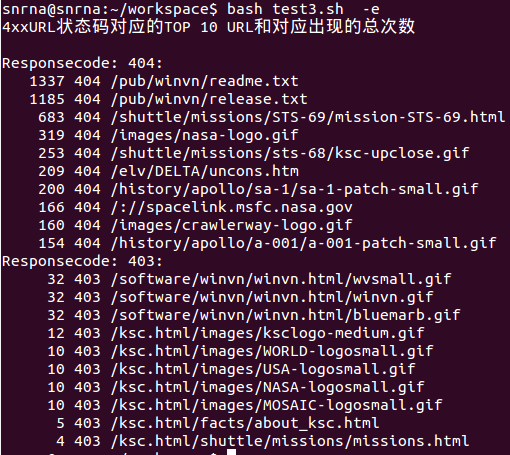 snrna@snrna:~/workspace$ bash test3.sh  -e
4xxURL状态码对应的TOP 10 URL和对应出现的总次数

Responsecode: 404:
   1337 404 /pub/winvn/readme.txt
   1185 404 /pub/winvn/release.txt
    683 404 /shuttle/missions/STS-69/mission-STS-69.html
    319 404 /images/nasa-logo.gif
    253 404 /shuttle/missions/sts-68/ksc-upclose.gif
    209 404 /elv/DELTA/uncons.htm
    200 404 /history/apollo/sa-1/sa-1-patch-small.gif
    166 404 /://spacelink.msfc.nasa.gov
    160 404 /images/crawlerway-logo.gif
    154 404 /history/apollo/a-001/a-001-patch-small.gif
Responsecode: 403:
     32 403 /software/winvn/winvn.html/wvsmall.gif
     32 403 /software/winvn/winvn.html/winvn.gif
     32 403 /software/winvn/winvn.html/bluemarb.gif
     12 403 /ksc.html/images/ksclogo-medium.gif
     10 403 /ksc.html/images/WORLD-logosmall.gif
     10 403 /ksc.html/images/USA-logosmall.gif
     10 403 /ksc.html/images/NASA-logosmall.gif
     10 403 /ksc.html/images/MOSAIC-logosmall.gif
      5 403 /ksc.html/facts/about_ksc.html
      4 403 /ksc.html/shuttle/missions/missions.html